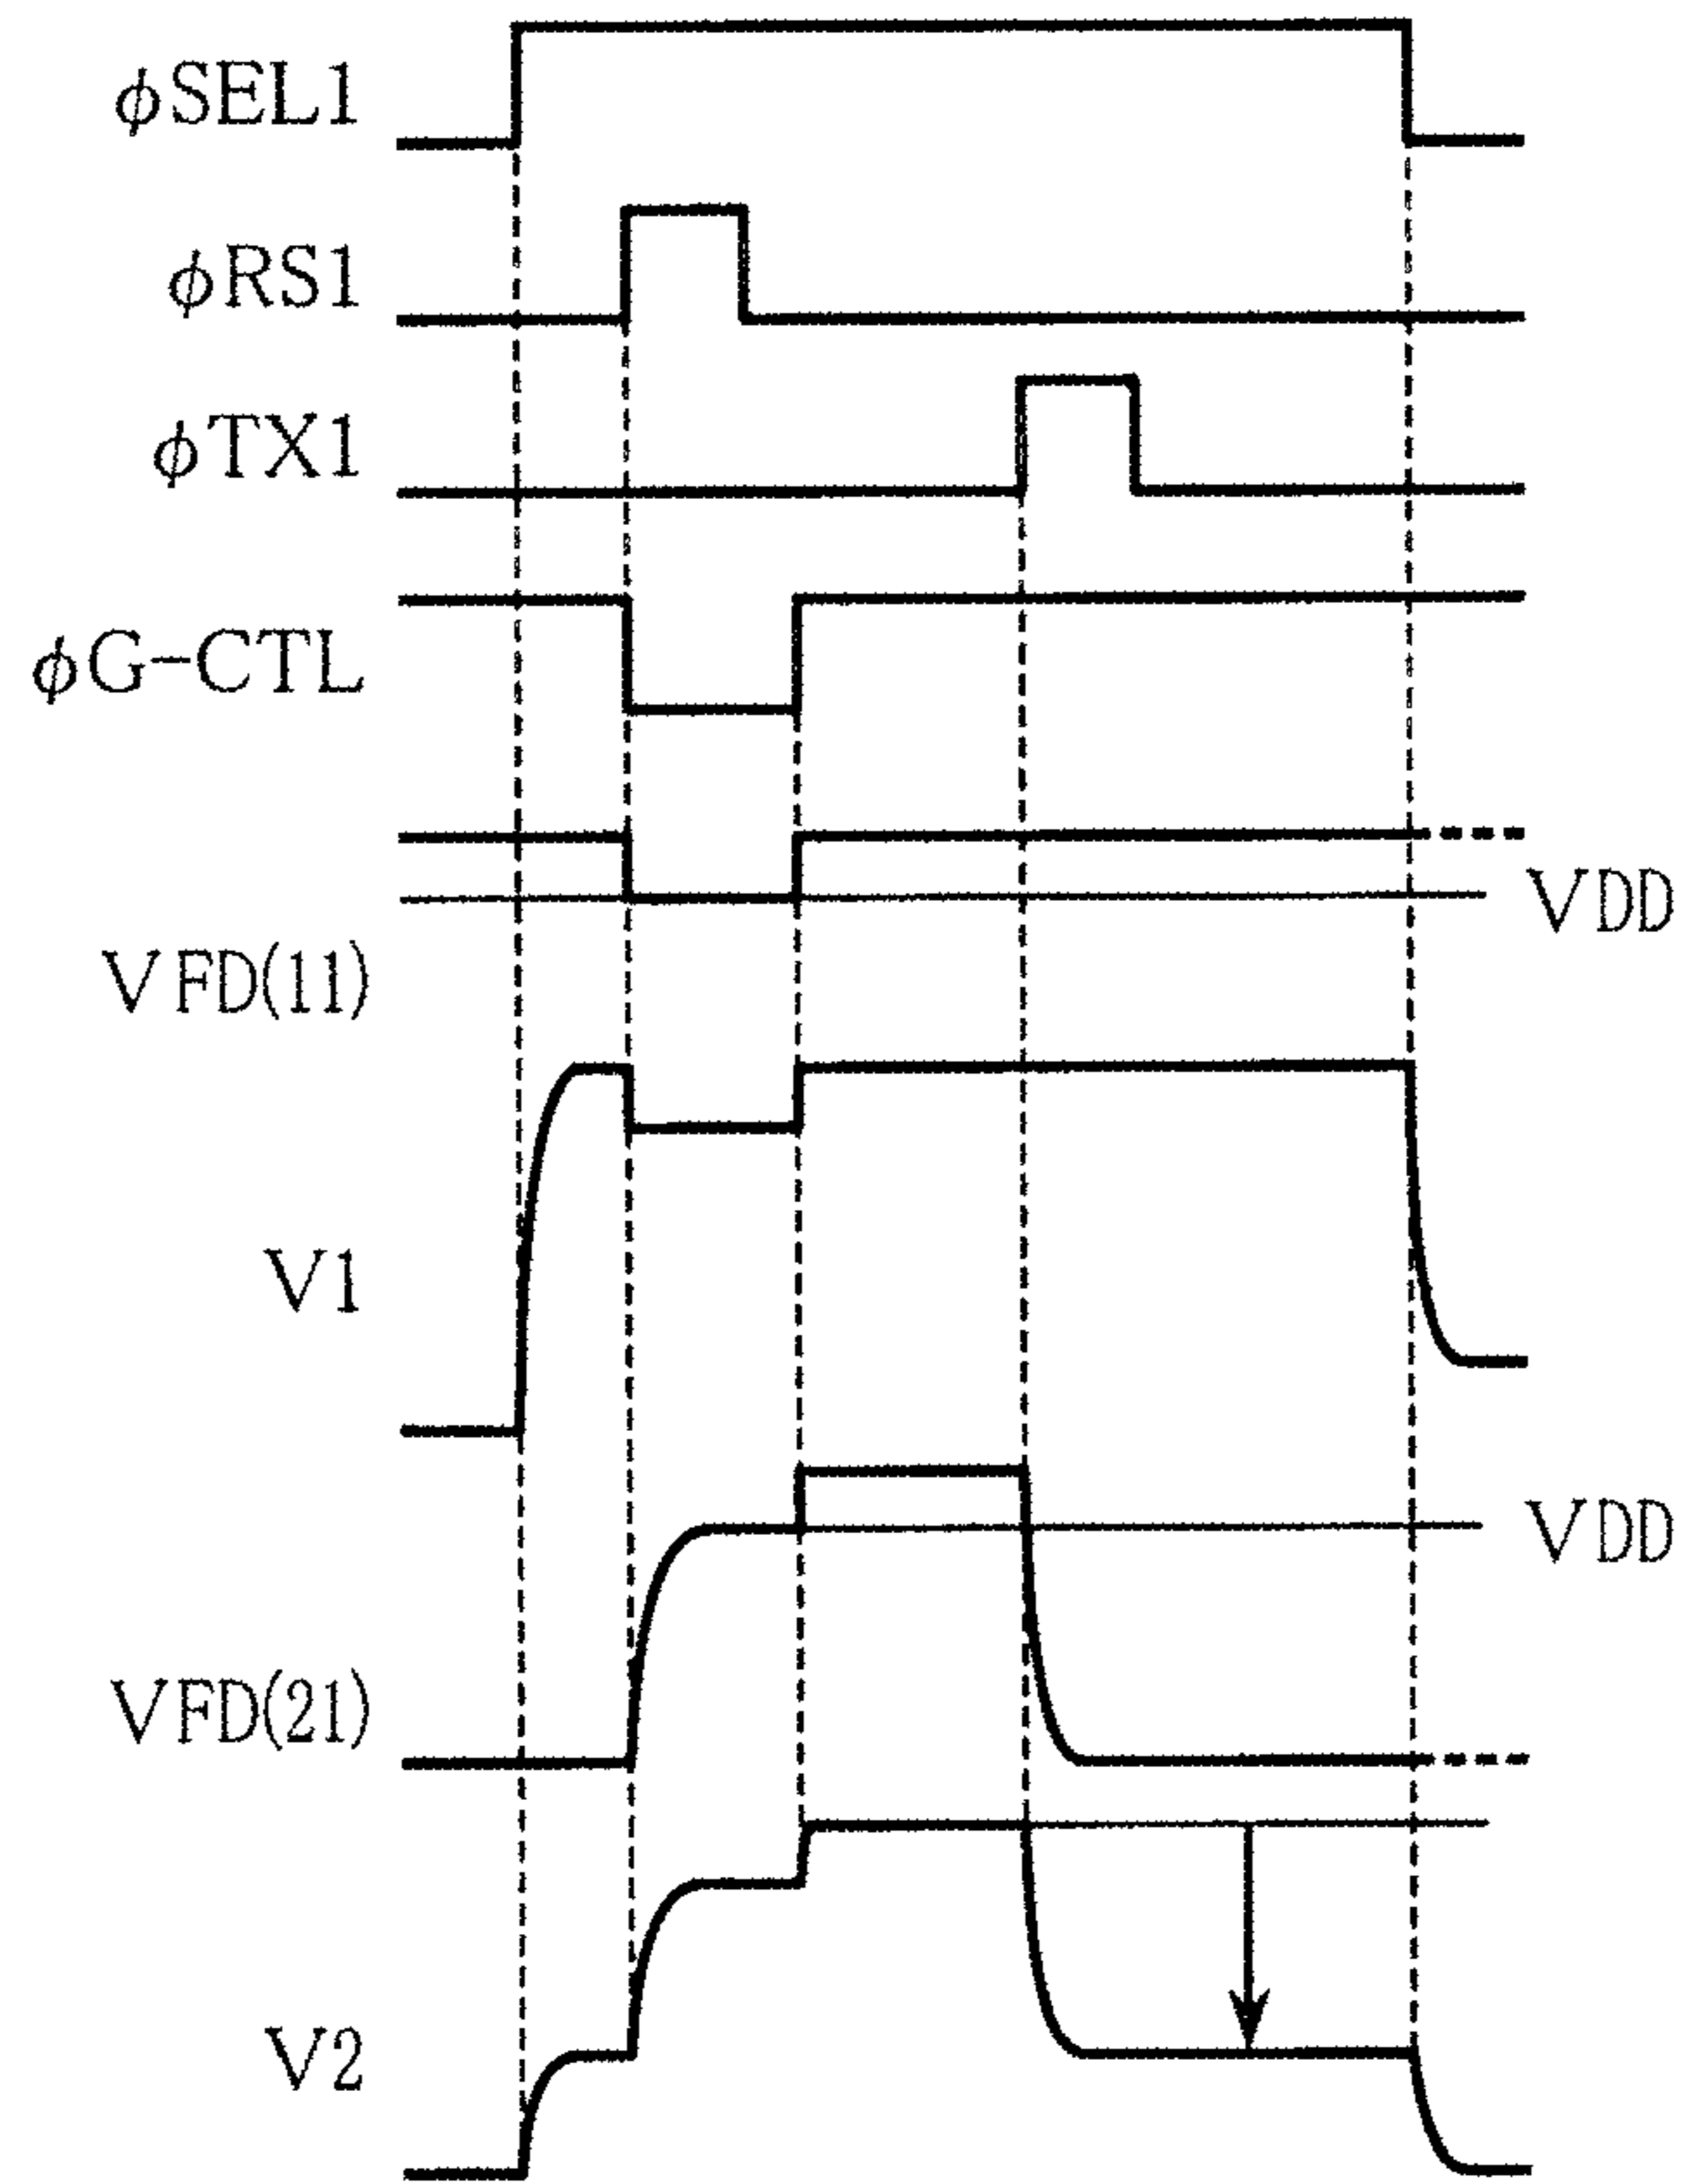 ϕSEL1
ϕRS1
ϕTX1
ϕG-CTL
VDD
VFD(11)
V1
VDD
VFD(21)
V2